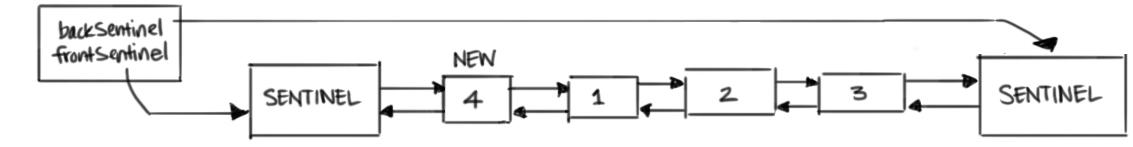 backSentinel
frontSentinel
NEW
SENTINEL
4
1
2
3
SENTINEL